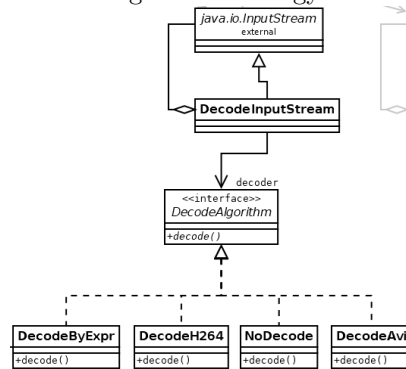 java.io.InputStream
external
DecodeInputStream
decoder
<<interface>>
DecodeAlgorithm
+decode()
DecodeByExpr
DecodeH264
NoDecode
DecodeAvi
+decode()
+decode()
+decode()
+decode()